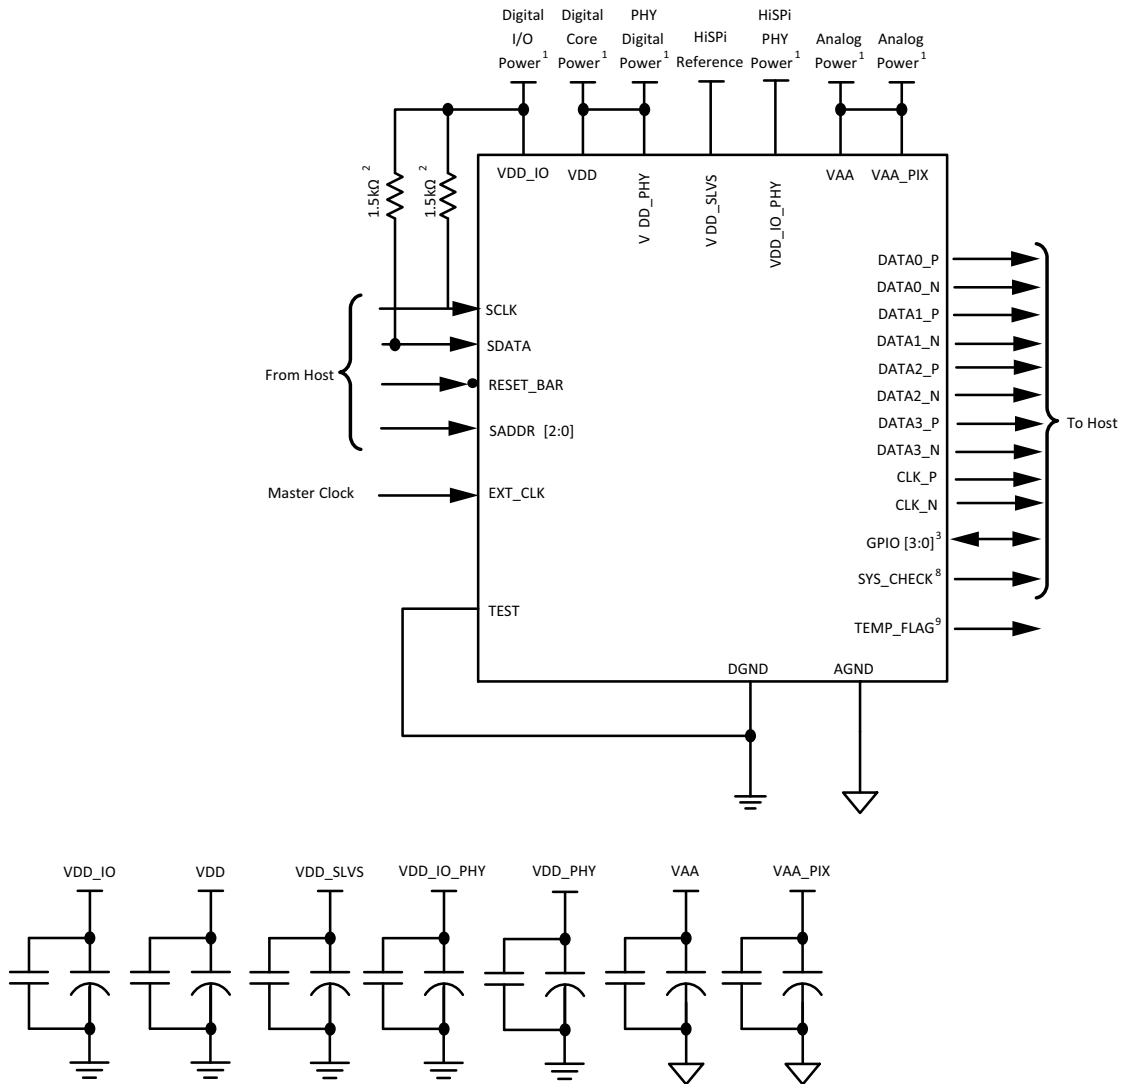 Digital
I/O
Power1
Digital
Core
Power1
PHY
Digital
Power1
HiSPi
Reference
HiSPi
PHY
Power1
Analog
Power1
Analog
Power1
1.5kΩ 2
1.5kΩ 2
VDD_IO
VDD
V DD_PHY
V DD_SLVS
VDD_IO_PHY
VAA
VAA_PIX
From Host
SCLK
SDATA
RESET_BAR
SADDR [2:0]
Master Clock
EXT_CLK
TEST
DATA0_P
DATA0_N
DATA1_P
DATA1_N
DATA2_P
DATA2_N
DATA3_P
DATA3_N
CLK_P
CLK_N
GPIO [3:0]3
SYS_CHECK8
TEMP_FLAG9
To Host
DGND
AGND
VDD_IO
VDD
VDD_SLVS
VDD_IO_PHY
VDD_PHY
VAA
VAA_PIX